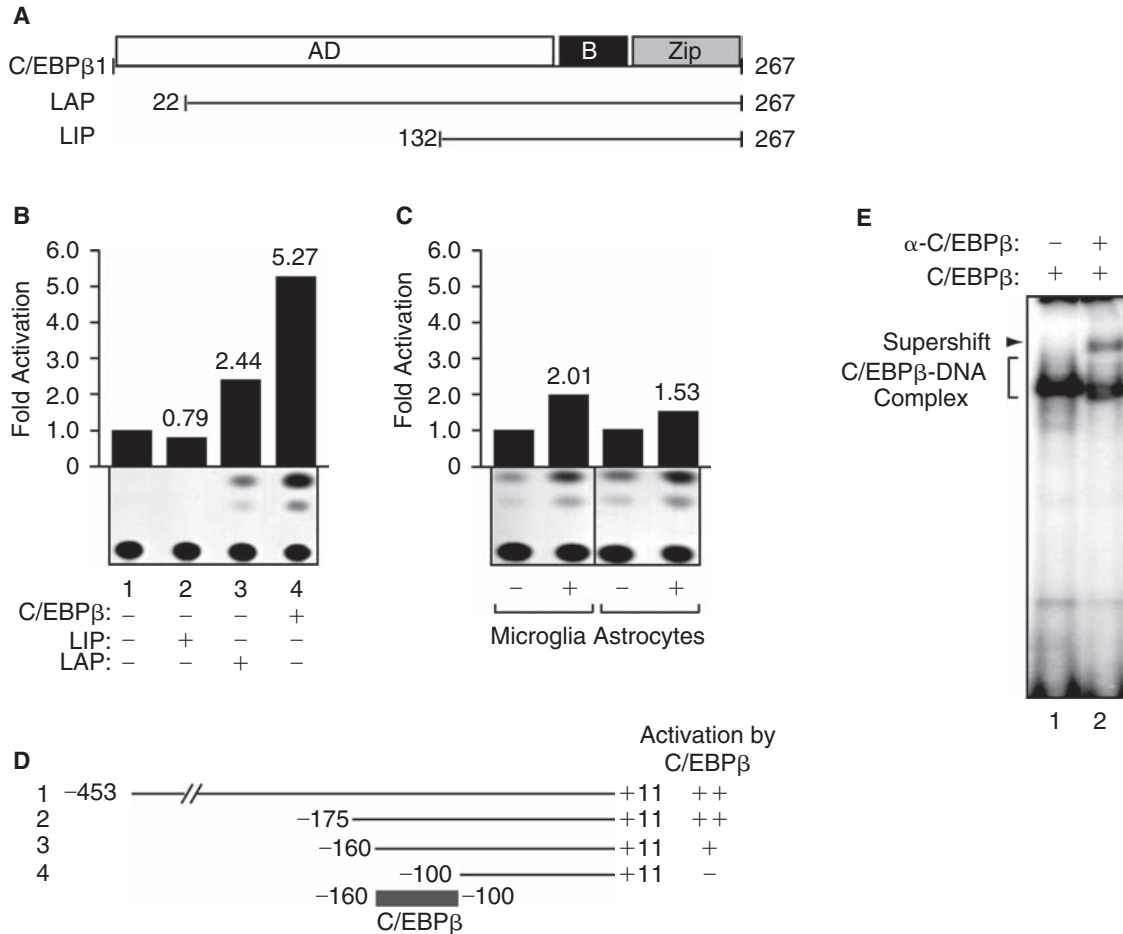 A
AD B Zip
C/EBPβ1 267
LAP 22 267
LIP 132 267
B
Fold Activation
6.0
5.0
4.0
3.0
2.0
1.0
0
0.79
2.44
5.27
1 2 3 4
C/EBPβ: – – – +
LIP: – + – –
LAP: – – + –
C
Fold Activation
6.0
5.0
4.0
3.0
2.0
1.0
0
2.01
1.53
– + – +
Microglia Astrocytes
D
Activation by
C/EBPβ
1 –453 +11 ++
2 –175 +11 ++
3 –160 +11 +
4 –100 +11 –
–160 –100
C/EBPβ
E
α-C/EBPβ: – +
C/EBPβ: + +
Supershift
C/EBPβ-DNA
Complex
1 2